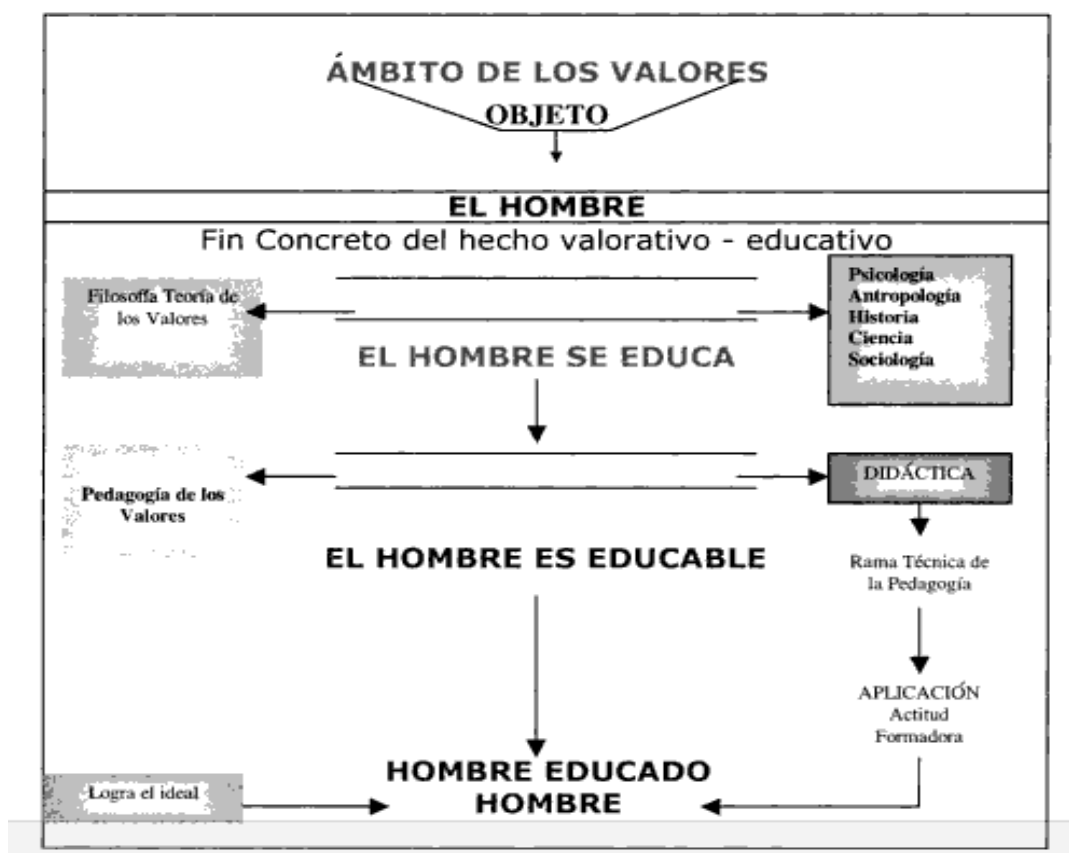 ÁMBITO DE LOS VALORES
OBJETO
EL HOMBRE
Fin Concreto del hecho valorativo - educativo
Filosofía Teoría de
los Valores
Psicología
Antropología
Historia
Ciencia
Sociología
EL HOMBRE SE EDUCA
Pedagogía de los
Valores
DIDÁCTICA
EL HOMBRE ES EDUCABLE
Rama Técnica de
la Pedagogía
APLICACIÓN
Actitud
Formadora
HOMBRE EDUCADO
HOMBRE
Logra el ideal